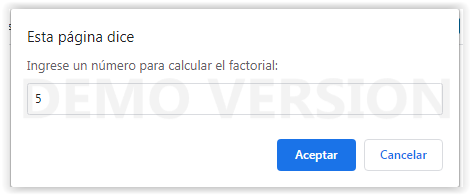 Esta página dice
Ingrese un número para calcular el factorial:
5
DEMO VERSION
Aceptar
Cancelar